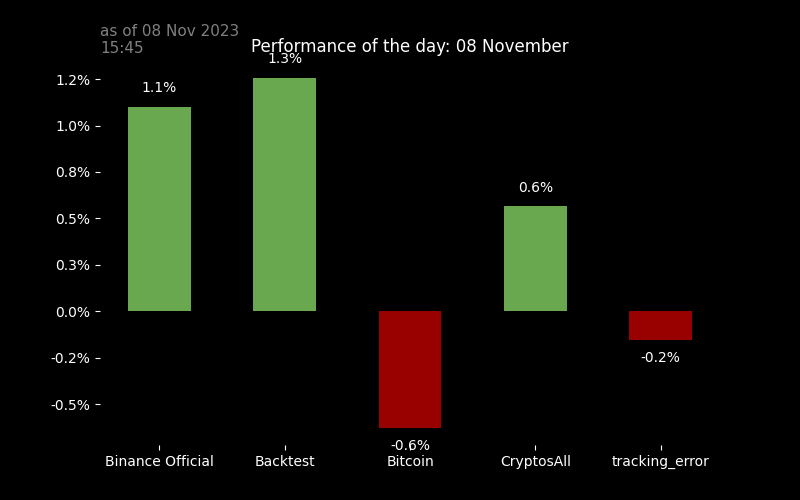 as of 08 Nov 2023
15:45
Performance of the day: 08 November
1.3%
1.2%
1.1%
1.0%
0.8%
0.6%
0.5%
0.3%
0.0%
-0.2%
-0.2%
-0.5%
-0.6%
Binance Official
Backtest
Bitcoin
CryptosAll
tracking_error